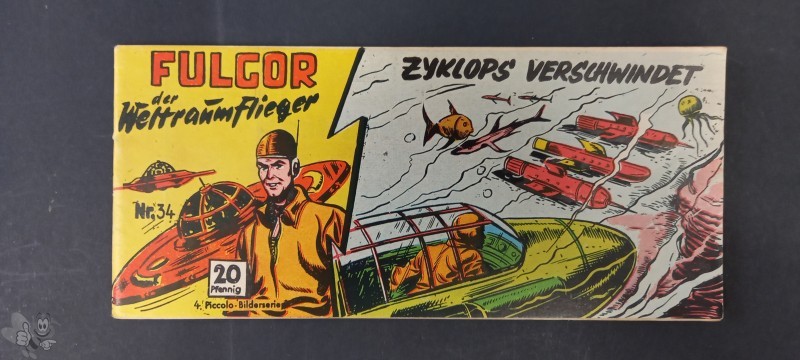 FULGOR
der
Weltraumflieger
Nr. 34
20
Pfennig
4. Piccolo-Bilderserie
ZYKLOPS VERSCHWINDET